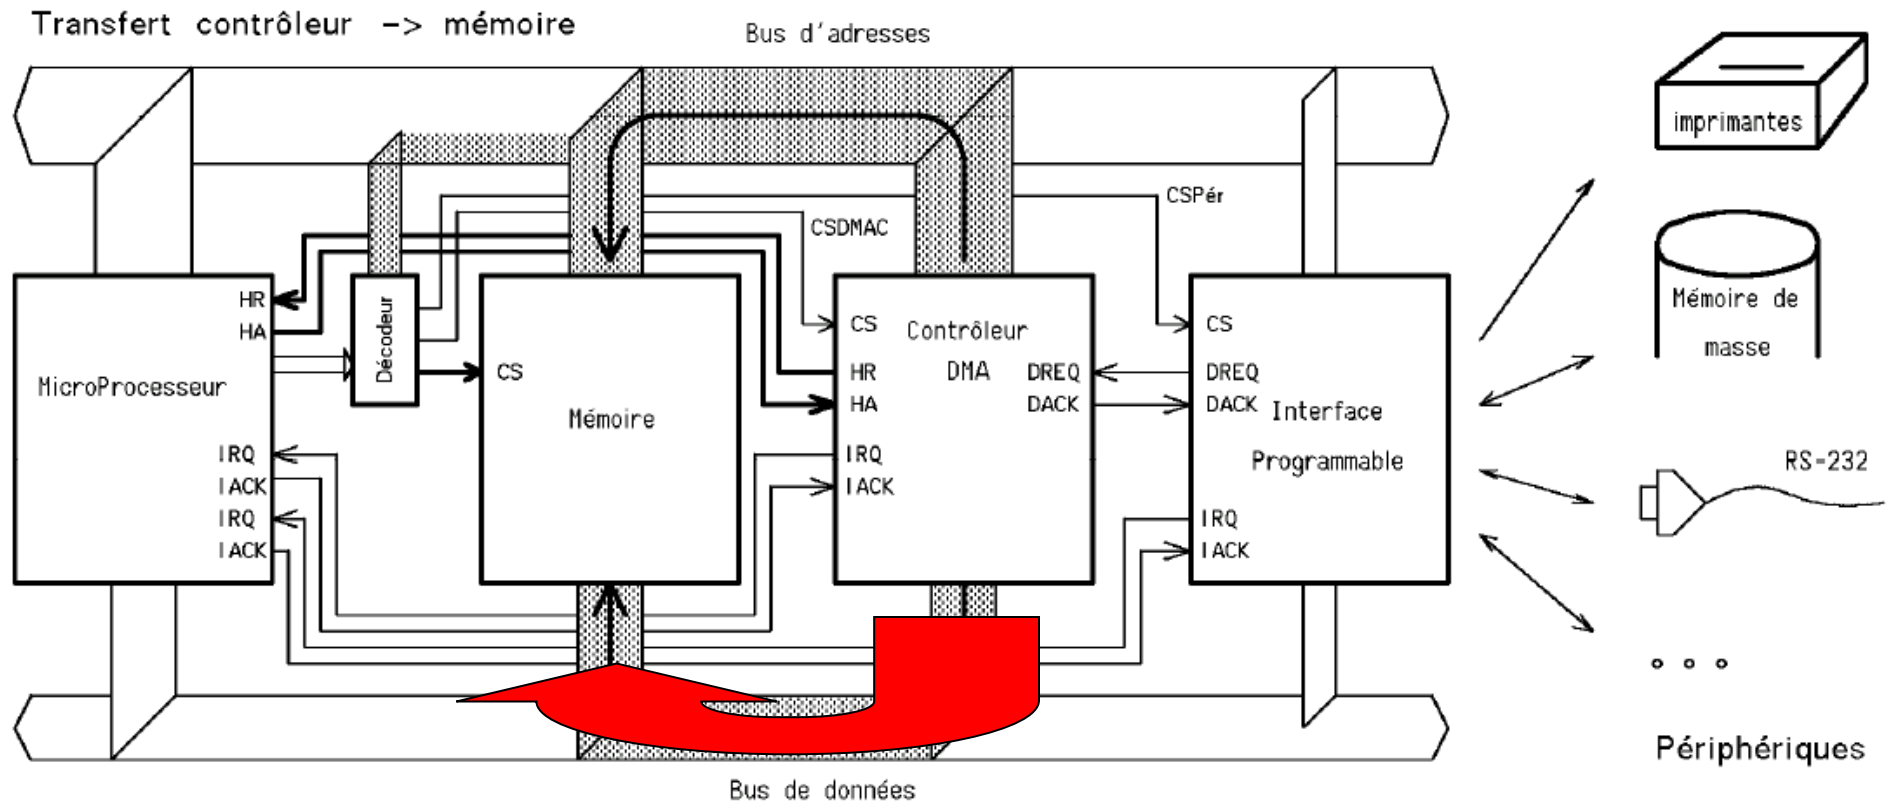 Transfert contrôleur -> mémoire
Bus d'adresses
CSPér
CSDMAC
imprimantes
Mémoire de
masse
RS-232
Périphériques
HR
HA
MicroProcesseur
IRQ
IACK
IRQ
IACK
Décodeur
CS
Mémoire
CS
Contrôleur
DMA
HR
HA
DREQ
DACK
IRQ
IACK
CS
DREQ
DACK
Interface
Programmable
IRQ
IACK
Bus de données